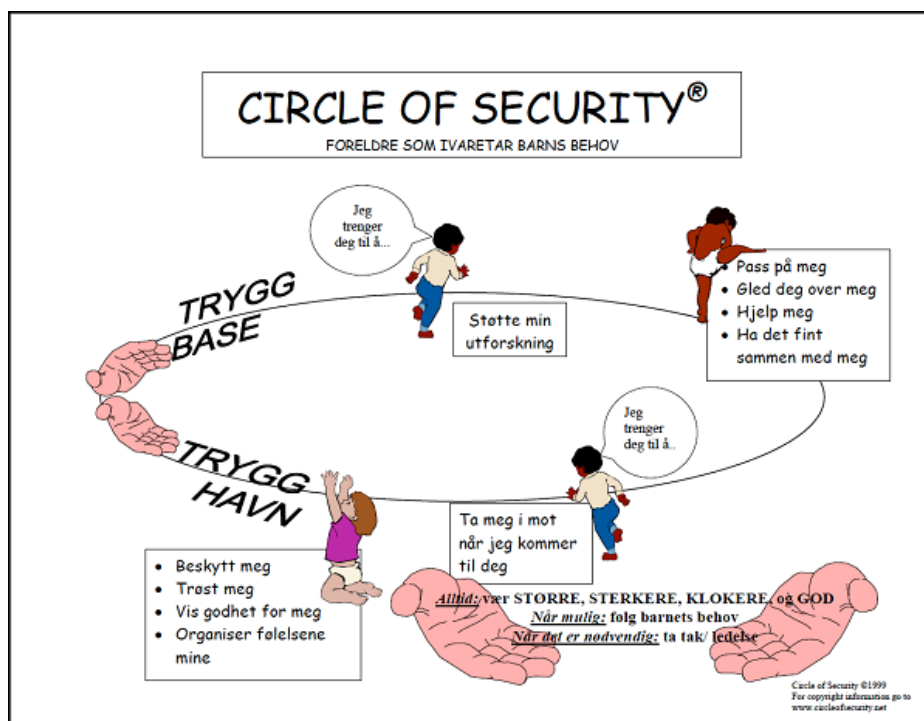 CIRCLE OF SECURITY®
FORELDRE SOM IVARETAR BARNS BEHOV
Jeg
trenger
deg til å...
TRYGG
BASE
Støtte min
utforskning
• Pass på meg
• Gled deg over meg
• Hjelp meg
• Ha det fint
sammen med meg
Jeg
trenger
deg til å..
TRYGG
HAVN
Ta meg i mot
når jeg kommer
til deg
• Beskytt meg
• Trøst meg
• Vis godhet for meg
• Organiser følelsene
mine
Alltid: vær STØRRE, STERKERE, KLOKERE, og GOD
Når mulig: følg barnets behov
Når det er nødvendig: ta tak/ ledelse
Circle of Security ©1999
For copyright information go to
www.circleofsecurity.net